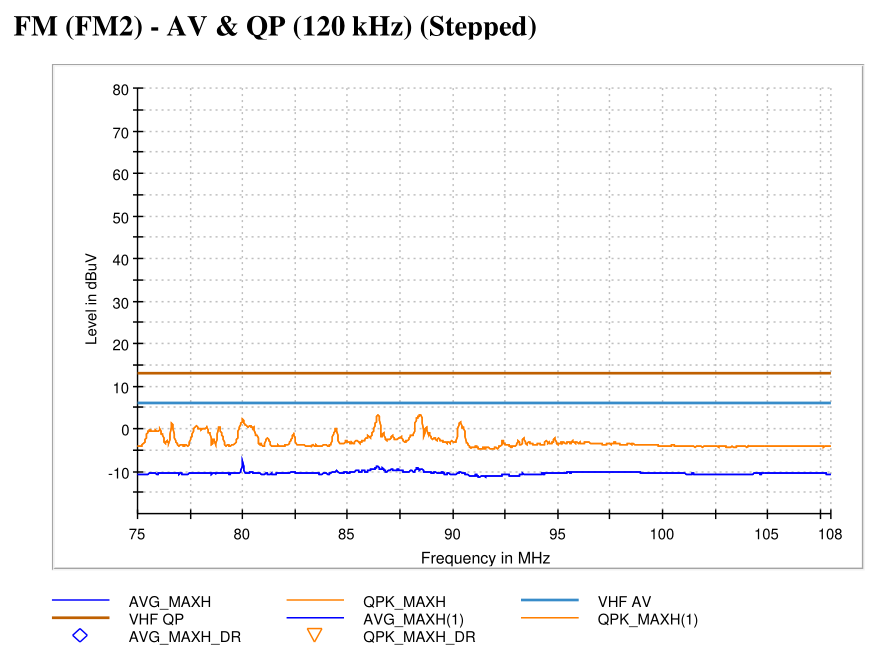 FM (FM2) - AV & QP (120 kHz) (Stepped)
80
70
60
50
40
30
20
10
0
-10
Level in dBuV
75 80 85 90 95 100 105 108
Frequency in MHz
AVG_MAXH QPK_MAXH VHF AV
VHF QP AVG_MAXH(1) QPK_MAXH(1)
AVG_MAXH_DR QPK_MAXH_DR